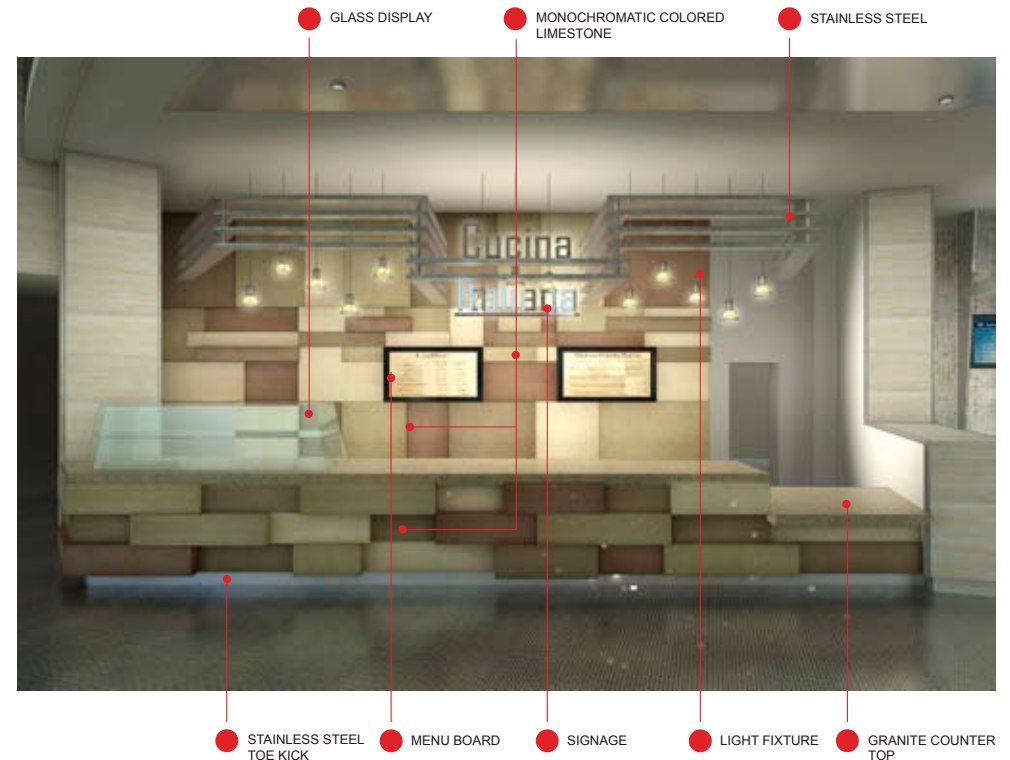 GLASS DISPLAY
MONOCHROMATIC COLORED
LIMESTONE
STAINLESS STEEL
Cucina
Italiana
STAINLESS STEEL
TOE KICK
MENU BOARD
SIGNAGE
LIGHT FIXTURE
GRANITE COUNTER
TOP